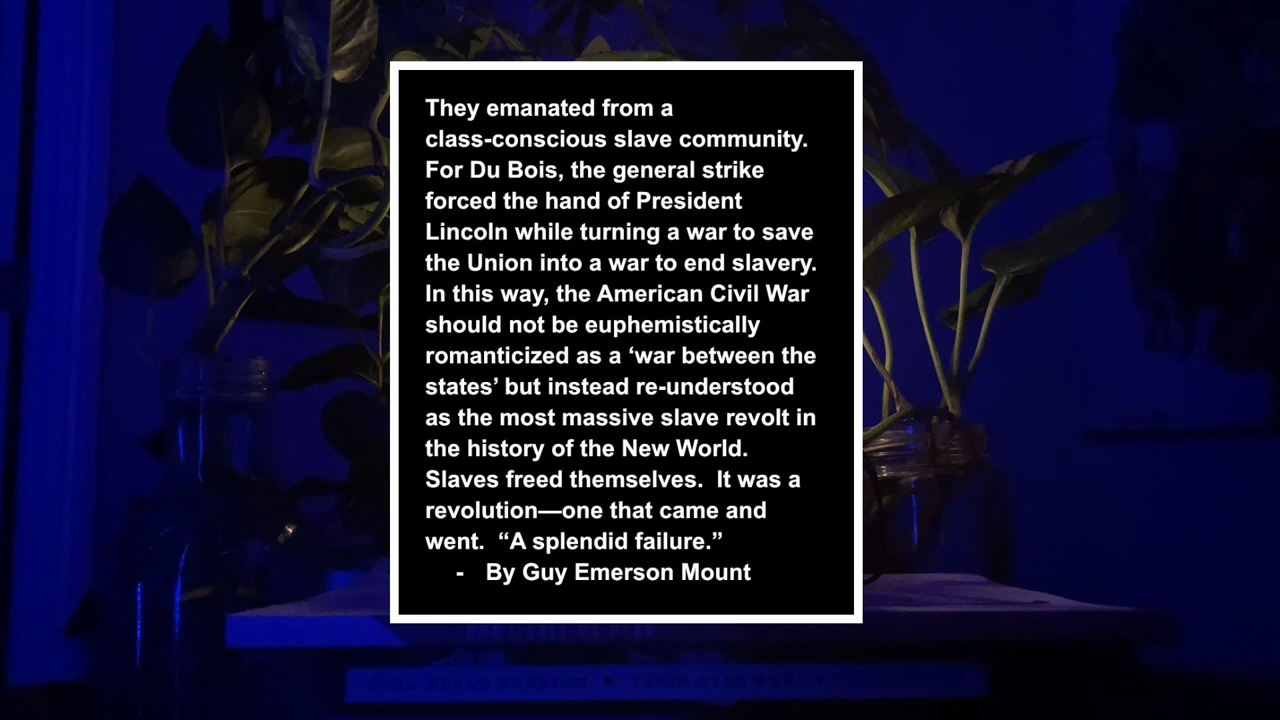 They emanated from a
class-conscious slave community.
For Du Bois, the general strike
forced the hand of President
Lincoln while turning a war to save
the Union into a war to end slavery.
In this way, the American Civil War
should not be euphemistically
romanticized as a ‘war between the
states’ but instead re-understood
as the most massive slave revolt in
the history of the New World.
Slaves freed themselves.  It was a
revolution—one that came and
went.  “A splendid failure.”
- By Guy Emerson Mount